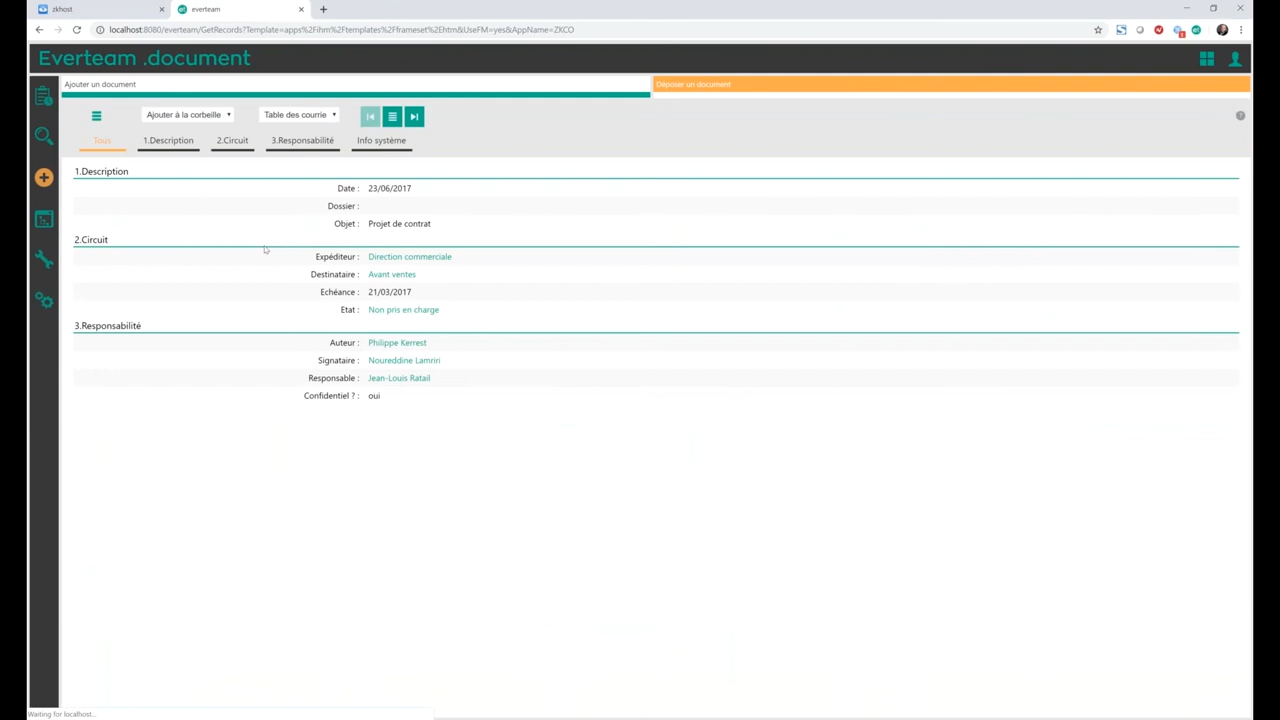 zkhost
everteam
localhost:8080/everteam/GetRecords?Template=apps%2Fihm%2Ftemplates%2Fframeset%2Ehtm&UseFM=yes&AppName=ZKCO
Everteam .document
Ajouter un document
Déposer un document
Ajouter à la corbeille
Table des courrie
Tous
1.Description
2.Circuit
3.Responsabilité
Info système
1.Description
Date : 23/06/2017
Dossier :
Objet : Projet de contrat
2.Circuit
Expéditeur : Direction commerciale
Destinataire : Avant ventes
Echéance : 21/03/2017
Etat : Non pris en charge
3.Responsabilité
Auteur : Philippe Kerrest
Signataire : Noureddine Lamriri
Responsable : Jean-Louis Ratail
Confidentiel ? : oui
Waiting for localhost...